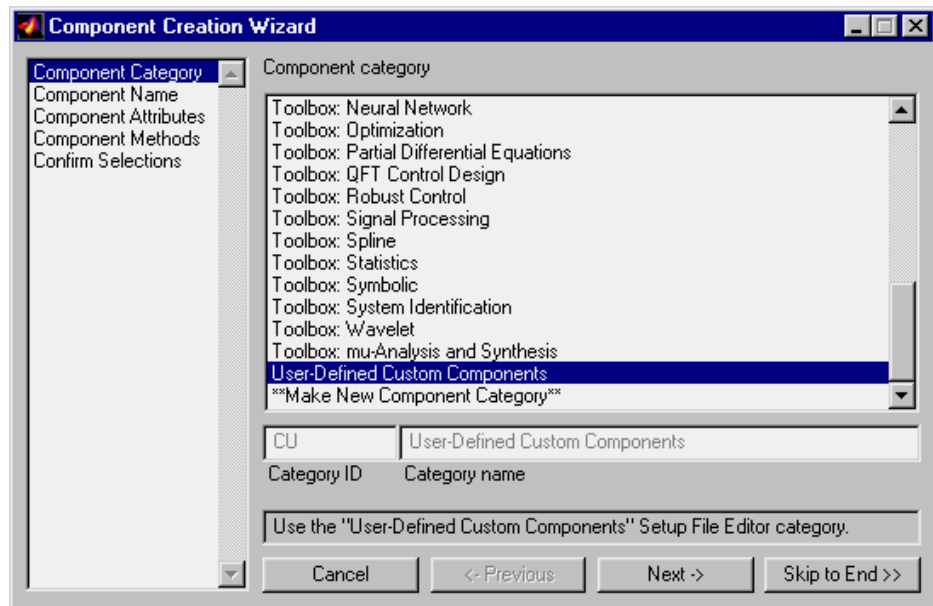 Component Creation Wizard
Component Category
Component Name
Component Attributes
Component Methods
Confirm Selections
Component category
Toolbox: Neural Network
Toolbox: Optimization
Toolbox: Partial Differential Equations
Toolbox: QFT Control Design
Toolbox: Robust Control
Toolbox: Signal Processing
Toolbox: Spline
Toolbox: Statistics
Toolbox: Symbolic
Toolbox: System Identification
Toolbox: Wavelet
Toolbox: mu-Analysis and Synthesis
User-Defined Custom Components
**Make New Component Category**
CU User-Defined Custom Components
Category ID Category name
Use the "User-Defined Custom Components" Setup File Editor category.
Cancel <- Previous Next -> Skip to End >>